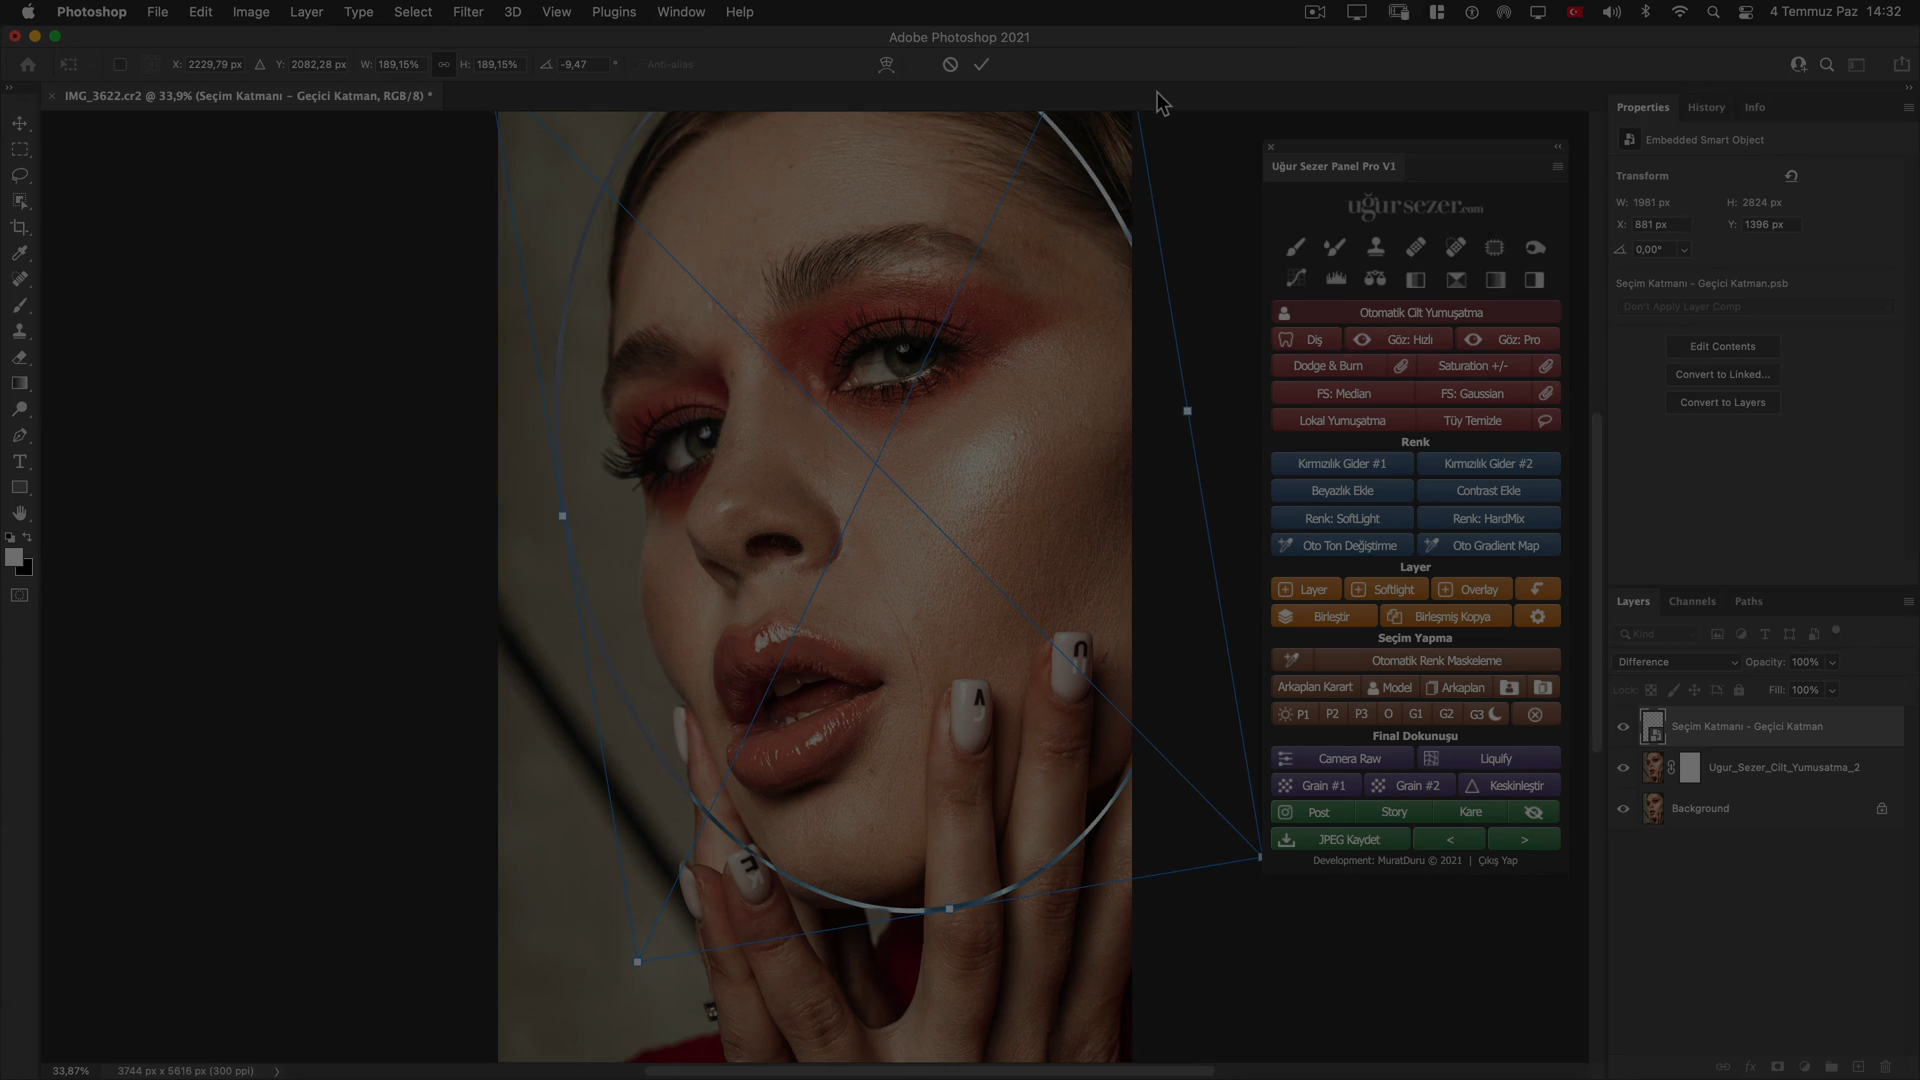 Photoshop File Edit Image Layer Type Select Filter 3D View Plugins Window Help 4 Temmuz Paz 14:32
Adobe Photoshop 2021
X: 2229,79 px Y: 2082,28 px W: 189,15% H: 189,15% -9,47 ° Anti-alias
IMG_3622.cr2 @ 33,9% (Seçim Katmanı - Geçici Katman, RGB/8) *
Uğur Sezer Panel Pro V1
uğursezer.com
Otomatik Cilt Yumuşatma
Diş Göz: Hızlı Göz: Pro
Dodge & Burn Saturation +/-
FS: Median FS: Gaussian
Lokal Yumuşatma Tüy Temizle
Renk
Kırmızılık Gider #1 Kırmızılık Gider #2
Beyazlık Ekle Contrast Ekle
Renk: SoftLight Renk: HardMix
Oto Ton Değiştirme Oto Gradient Map
Layer
Layer Softlight Overlay
Birleştir Birleşmiş Kopya
Seçim Yapma
Otomatik Renk Maskeleme
Arkaplan Karart Model Arkaplan
P1 P2 P3 O G1 G2 G3
Final Dokunuşu
Camera Raw Liquify
Grain #1 Grain #2 Keskinleştir
Post Story Kare
JPEG Kaydet < >
Development: MuratDuru © 2021 | Çıkış Yap
Properties History Info
Embedded Smart Object
Transform
W: 1981 px H: 2824 px
X: 881 px Y: 1396 px
0,00°
Seçim Katmanı - Geçici Katman.psb
Don't Apply Layer Comp
Edit Contents
Convert to Linked...
Convert to Layers
Layers Channels Paths
Kind
Difference Opacity: 100%
Lock: Fill: 100%
Seçim Katmanı - Geçici Katman
Ugur_Sezer_Cilt_Yumusatma_2
Background
33,87% 3744 px x 5616 px (300 ppi)